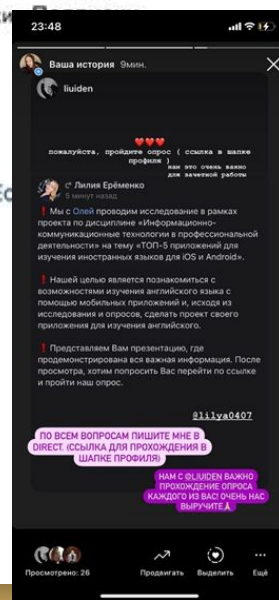 23:48
Ваша история 9мин.
liuiden
пожалуйста, пройдите опрос ( ссылка в шапке
профиля )
нам это очень важно
для зачетной работы
Лилия Ерёменко
5 минут назад
❗ Мы с Олей проводим исследование в рамках
проекта по дисциплине «Информационно-
коммуникационные технологии в профессиональной
деятельности» на тему «ТОП-5 приложений для
изучения иностранных языков для iOS и Android».
❗ Нашей целью является познакомиться с
возможностями изучения английского языка с
помощью мобильных приложений и, исходя из
исследования и опросов, сделать проект своего
приложения для изучения английского.
❗ Представляем Вам презентацию, где
продемонстрирована вся важная информация. После
просмотра, хотим попросить Вас перейти по ссылке
и пройти наш опрос.
@lilya0407
ПО ВСЕМ ВОПРОСАМ ПИШИТЕ МНЕ В
DIRECT. (ССЫЛКА ДЛЯ ПРОХОЖДЕНИЯ В
ШАПКЕ ПРОФИЛЯ)
НАМ С @LIUIDEN ВАЖНО
ПРОХОЖДЕНИЕ ОПРОСА
КАЖДОГО ИЗ ВАС! ОЧЕНЬ НАС
ВЫРУЧИТЕ🙏
Просмотрено: 26 Продвигать Выделить Ещё